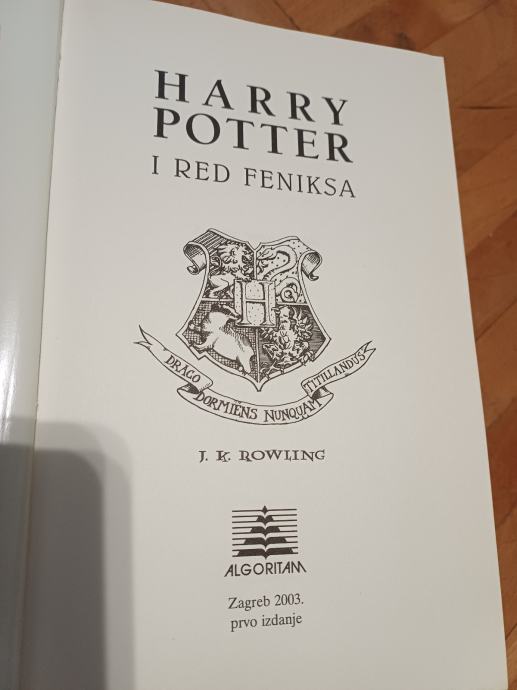 HARRY
POTTER
I RED FENIKSA
H
DRACO DORMIENS NUNQUAM TITILLANDUS
J. K. ROWLING
ALGORITAM
Zagreb 2003.
prvo izdanje